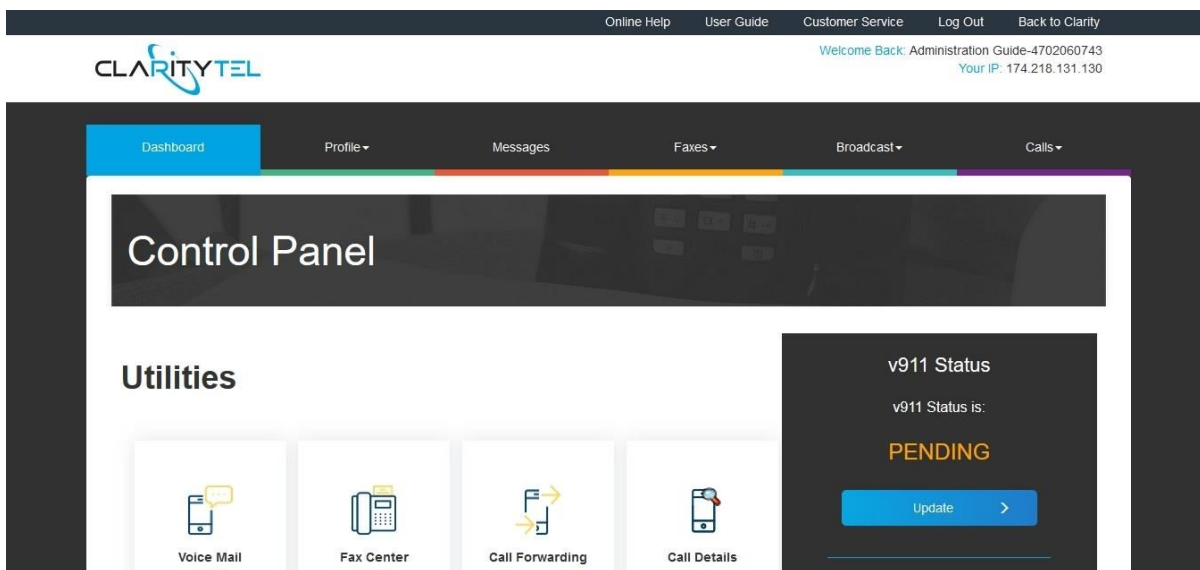 Online Help User Guide Customer Service Log Out Back to Clarity
CLARITYTEL
Welcome Back: Administration Guide-4702060743
Your IP: 174.218.131.130
Dashboard Profile Messages Faxes Broadcast Calls
Control Panel
Utilities
Voice Mail Fax Center Call Forwarding Call Details
v911 Status
v911 Status is:
PENDING
Update